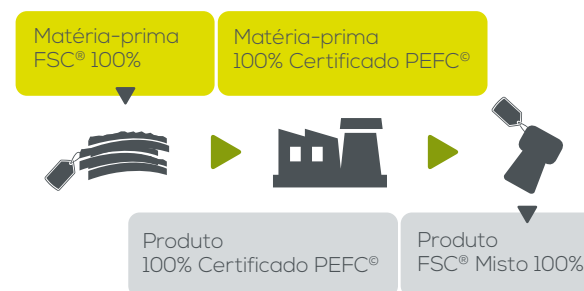 Matéria-prima
FSC® 100%
Matéria-prima
100% Certificado PEFC©
Produto
100% Certificado PEFC©
Produto
FSC® Misto 100%